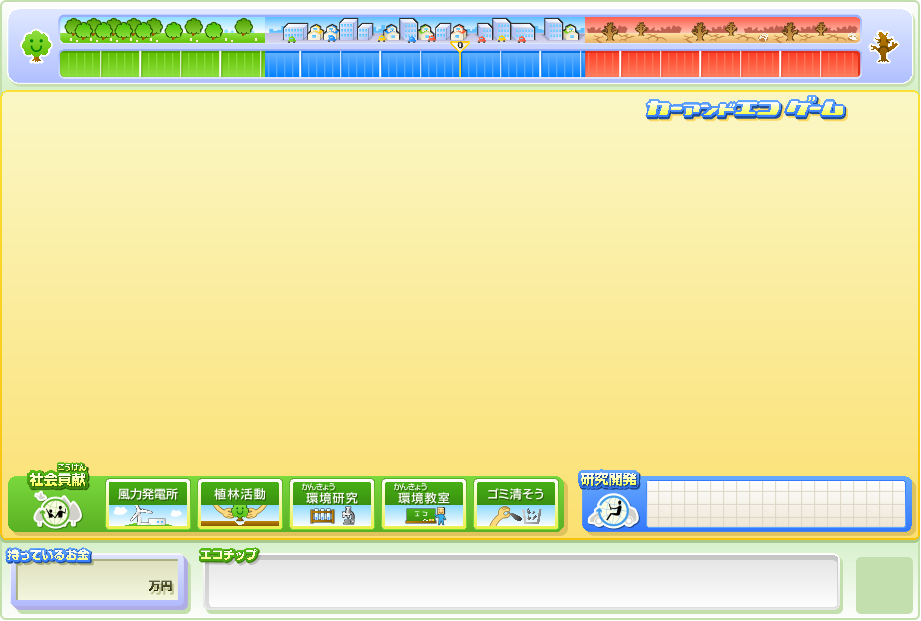 0
カーアンドエコ ゲーム
こうけん
社会貢献
風力発電所
植林活動
かんきょう
環境研究
かんきょう
環境教室
エコ
ゴミ清そう
研究開発
持っているお金
万円
エコチップ